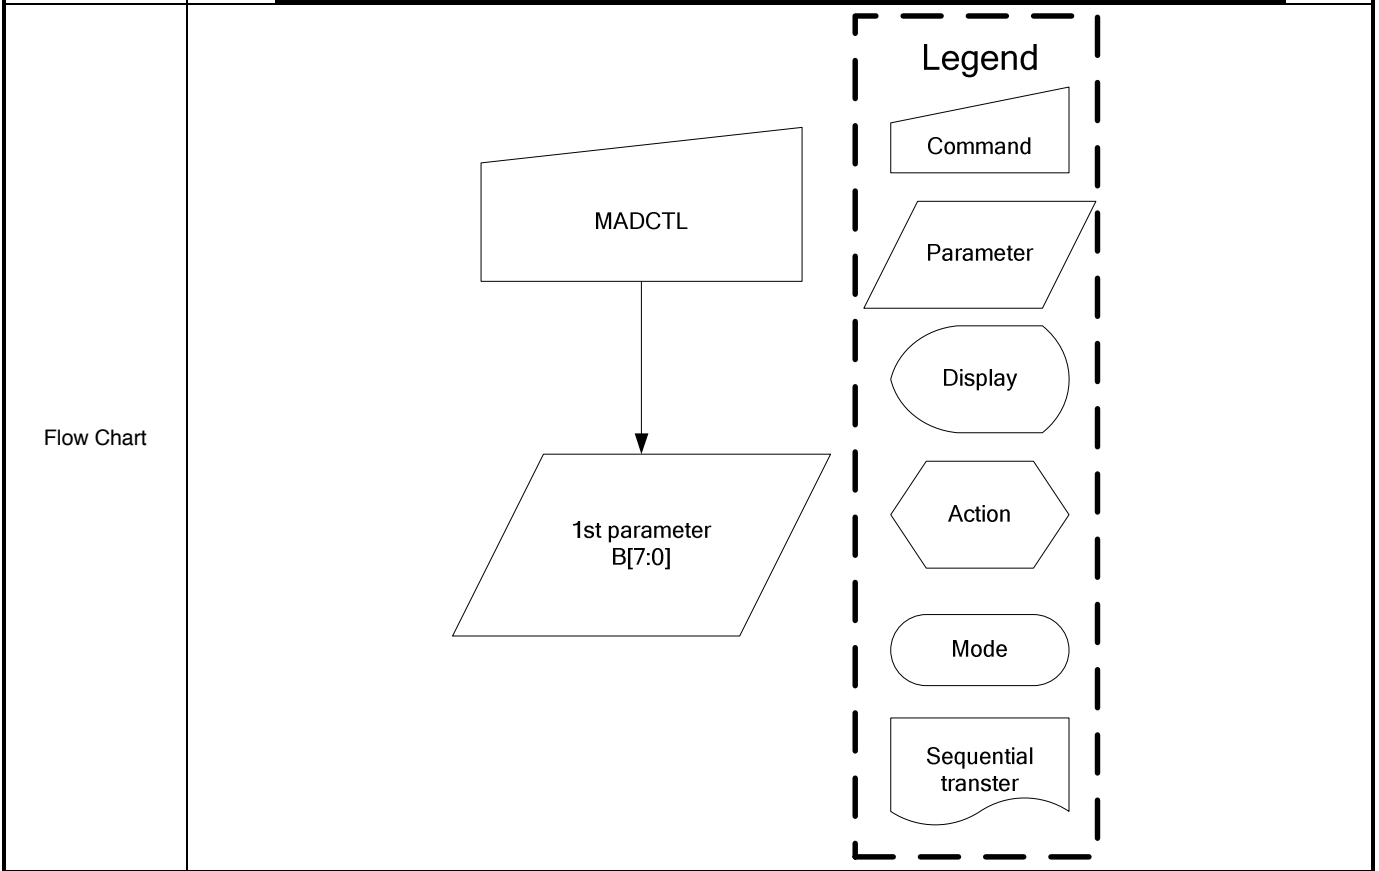 Flow Chart
MADCTL
1st parameter
B[7:0]
Legend
Command
Parameter
Display
Action
Mode
Sequential
transter